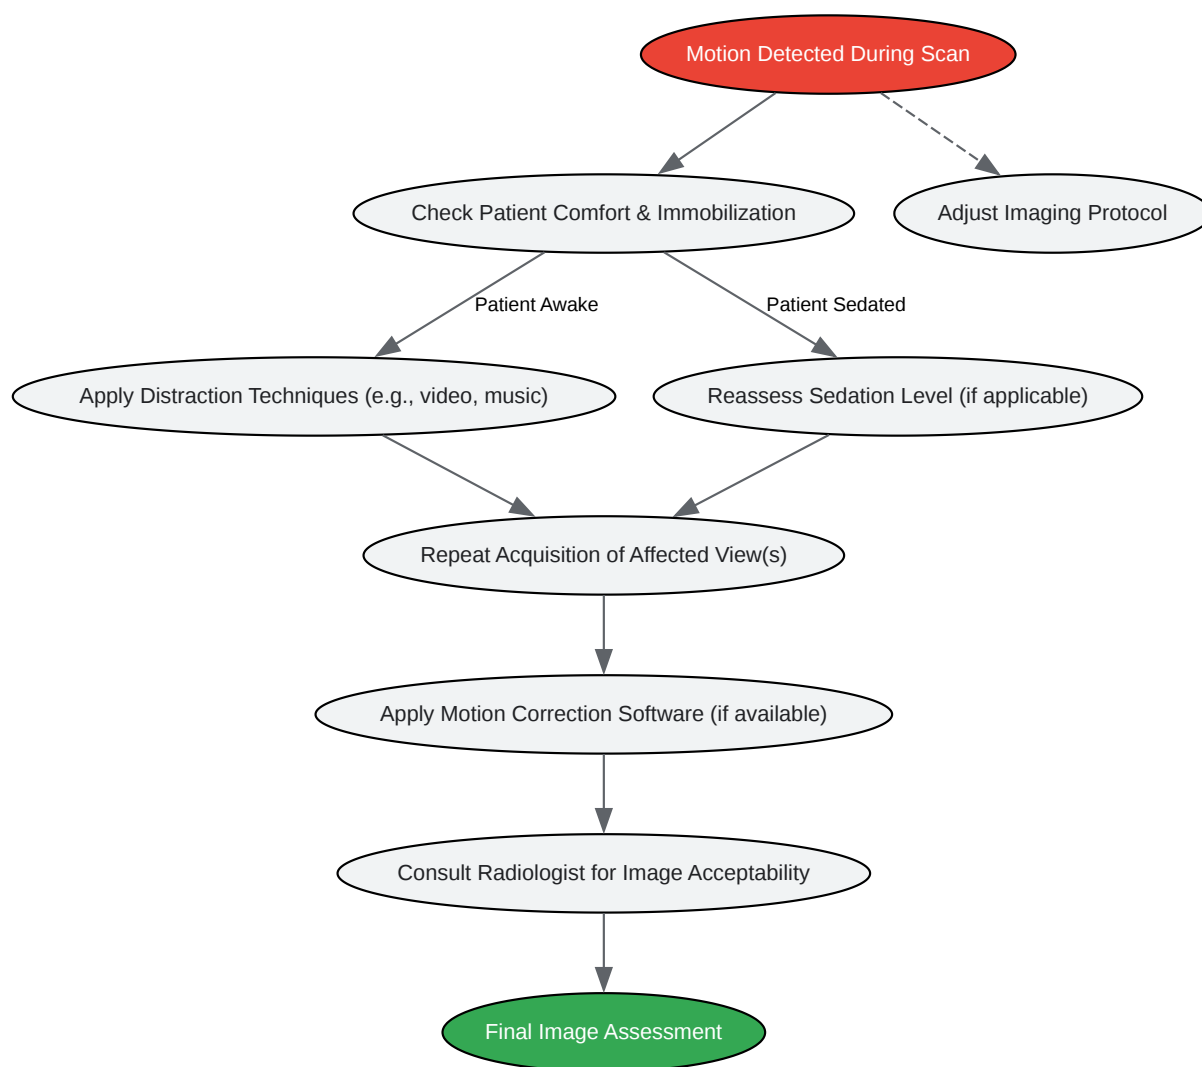 Motion Detected During Scan
Check Patient Comfort & Immobilization
Adjust Imaging Protocol
Patient Awake
Patient Sedated
Apply Distraction Techniques (e.g., video, music)
Reassess Sedation Level (if applicable)
Repeat Acquisition of Affected View(s)
Apply Motion Correction Software (if available)
Consult Radiologist for Image Acceptability
Final Image Assessment